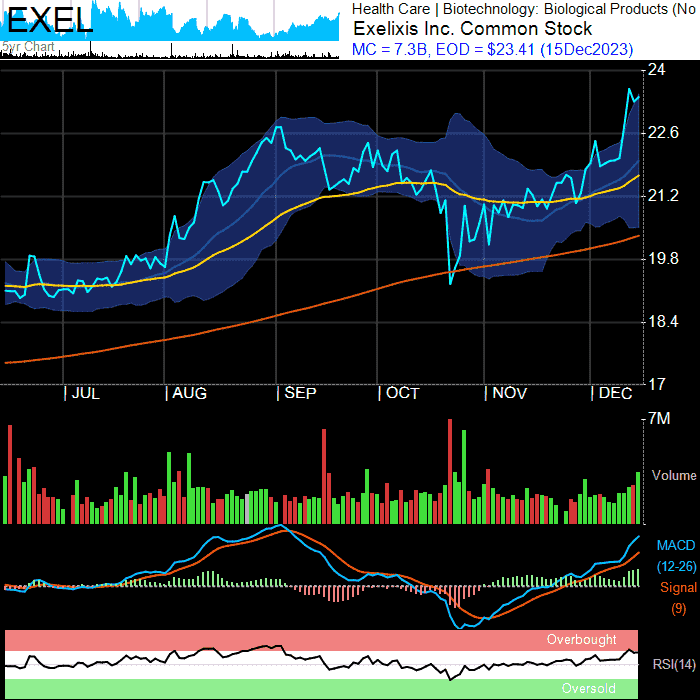 EXEL
5yr Chart
Health Care | Biotechnology: Biological Products (No
Exelixis Inc. Common Stock
MC = 7.3B, EOD = $23.41 (15Dec2023)
24
22.6
21.2
19.8
18.4
17
| JUL | AUG | SEP | OCT | NOV | DEC
7M
Volume
MACD
(12-26)
Signal
(9)
Overbought
RSI(14)
Oversold